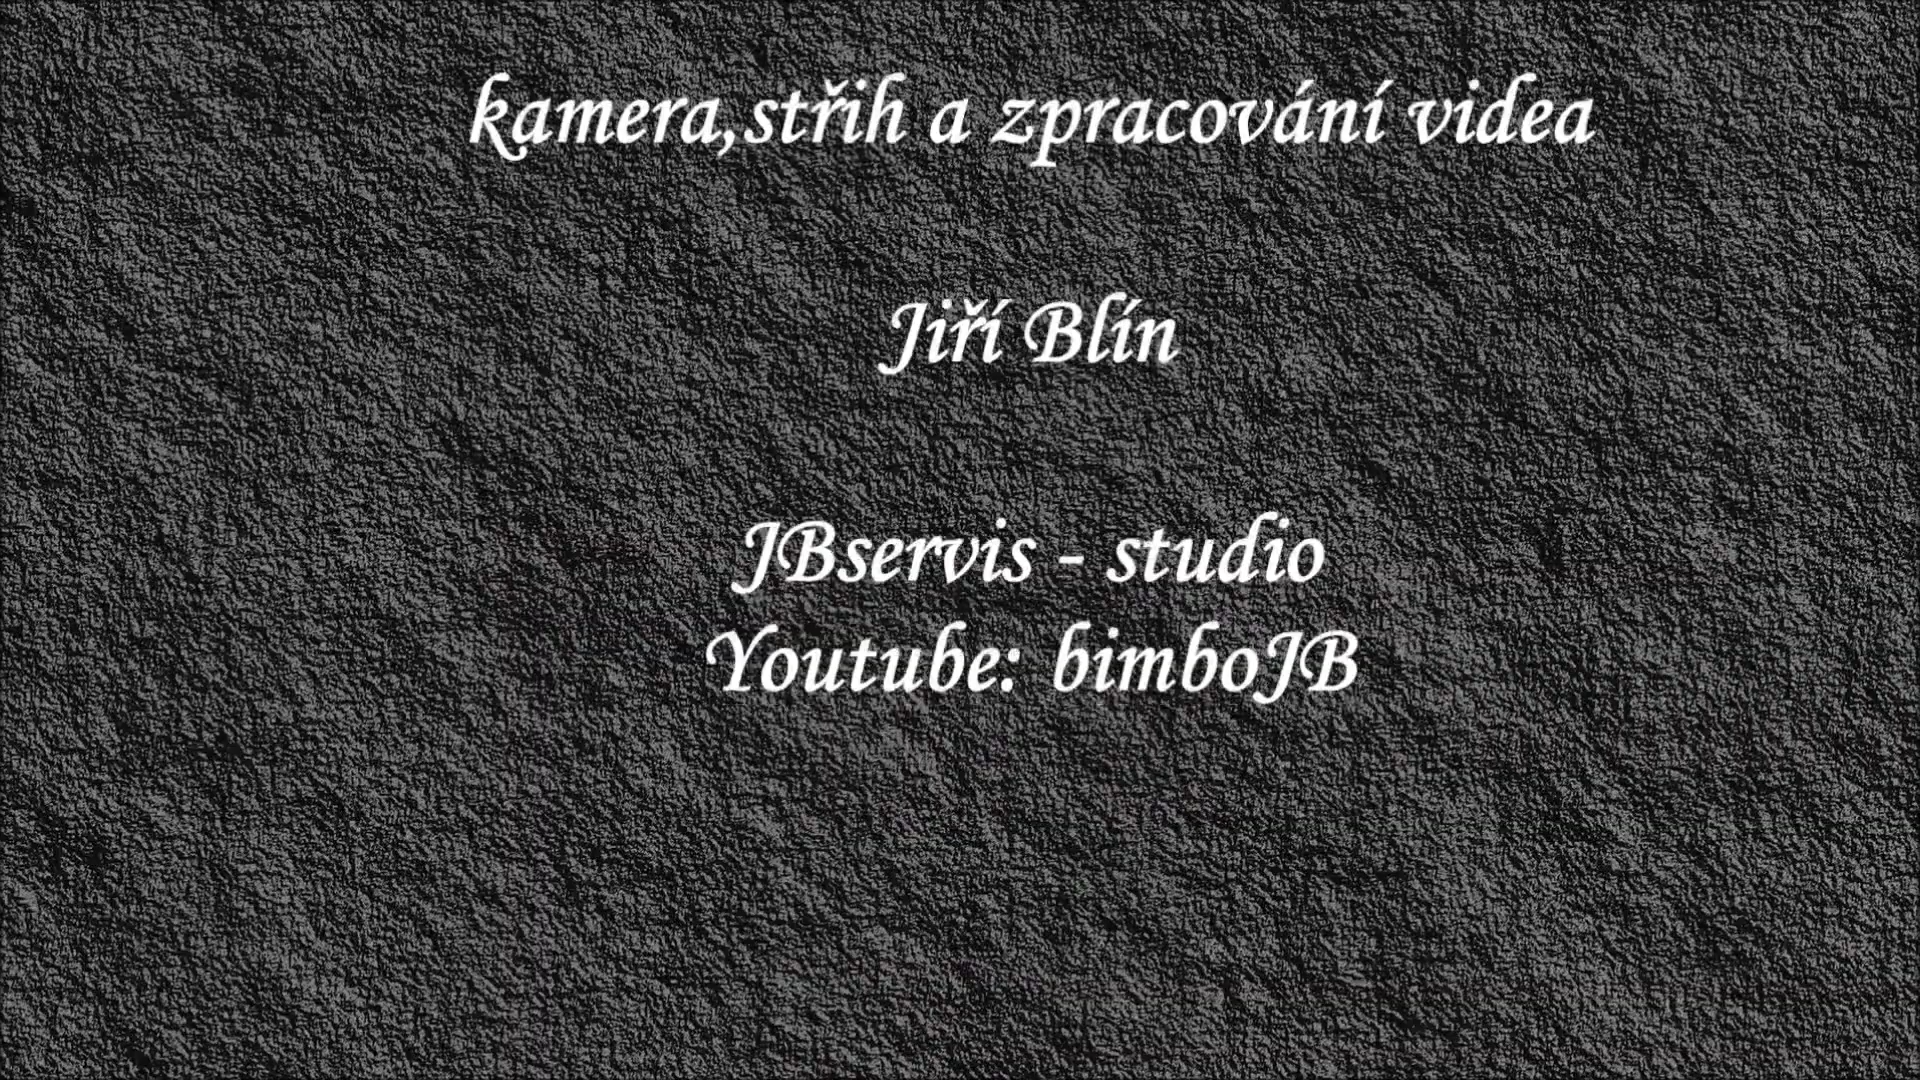 kamera,střih a zpracování videa
Jiří Blín
JBservis - studio
Youtube: bimboJB